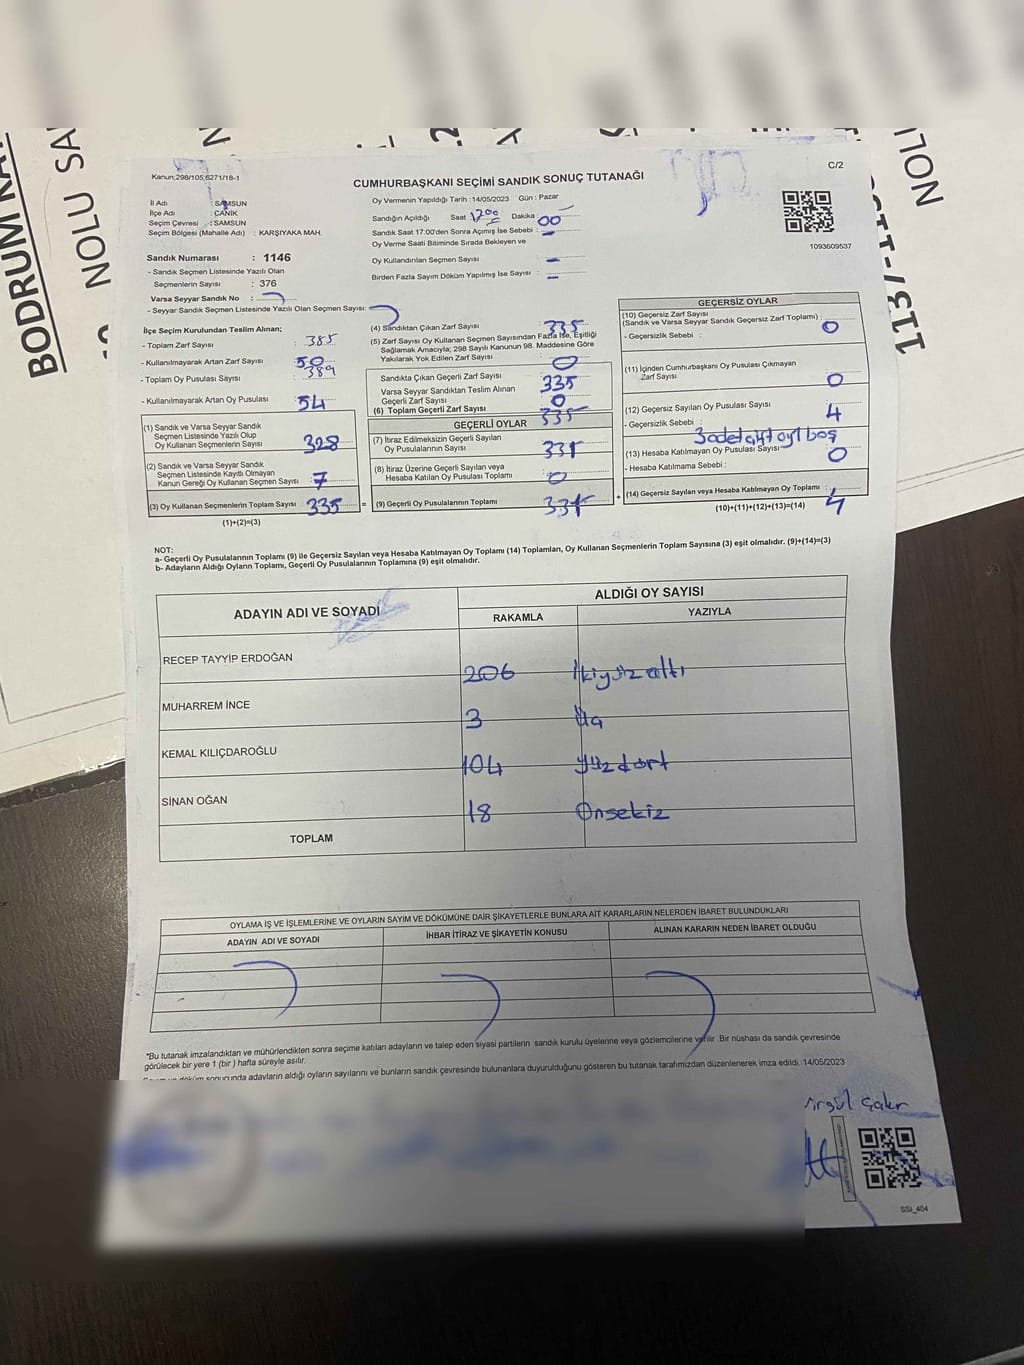 BODRUM KA
NOLU SA
NOLU
Kanun,298/105,6271/18-1
C/2
CUMHURBAŞKANI SEÇİMİ SANDIK SONUÇ TUTANAĞI
1093609537
İl Adı : SAMSUN
İlçe Adı : CANİK
Seçim Çevresi : SAMSUN
Seçim Bölgesi (Mahalle Adı) : KARŞIYAKA MAH.
Sandık Numarası : 1146
- Sandık Seçmen Listesinde Yazılı Olan
Seçmenlerin Sayısı : 376
Varsa Seyyar Sandık No :
- Seyyar Sandık Seçmen Listesinde Yazılı Olan Seçmen Sayısı:
Oy Vermenin Yapıldığı Tarih : 14/05/2023 Gün : Pazar
Sandığın Açıldığı Saat 1700 Dakika 00
Sandık Saat 17:00'den Sonra Açımış İse Sebebi : -
Oy Verme Saati Bitiminde Sırada Bekleyen ve
Oy Kullandırılan Seçmen Sayısı : -
Birden Fazla Sayım Döküm Yapılmış İse Sayısı : -
İlçe Seçim Kurulundan Teslim Alınan;
- Toplam Zarf Sayısı : 385
- Kullanılmayarak Artan Zarf Sayısı : 50
- Toplam Oy Pusulası Sayısı : 389
- Kullanılmayarak Artan Oy Pusulası : 54
(1) Sandık ve Varsa Seyyar Sandık
Seçmen Listesinde Yazılı Olup
Oy Kullanan Seçmenlerin Sayısı : 328
(2) Sandık ve Varsa Seyyar Sandık
Seçmen Listesinde Kayıtlı Olmayan
Kanun Gereği Oy Kullanan Seçmen Sayısı : 7
(3) Oy Kullanan Seçmenlerin Toplam Sayısı : 335
(1)+(2)=(3)
(4) Sandıktan Çıkan Zarf Sayısı : 335
(5) Zarf Sayısı Oy Kullanan Seçmen Sayısından Fazla İse, Eşitliği
Sağlamak Amacıyla; 298 Sayılı Kanunun 98. Maddesine Göre
Yakılarak Yok Edilen Zarf Sayısı : 0
Sandıkta Çıkan Geçerli Zarf Sayısı : 335
Varsa Seyyar Sandıktan Teslim Alınan
Geçerli Zarf Sayısı : 0
(6) Toplam Geçerli Zarf Sayısı : 335
GEÇERLİ OYLAR
(7) İtiraz Edilmeksizin Geçerli Sayılan
Oy Pusulalarının Sayısı : 331
(8) İtiraz Üzerine Geçerli Sayılan veya
Hesaba Katılan Oy Pusulası Toplamı : 0
= (9) Geçerli Oy Pusulalarının Toplamı : 331 +
GEÇERSİZ OYLAR
(10) Geçersiz Zarf Sayısı
(Sandık ve Varsa Seyyar Sandık Geçersiz Zarf Toplamı) : 0
- Geçersizlik Sebebi :
(11) İçinden Cumhurbaşkanı Oy Pusulası Çıkmayan
Zarf Sayısı : 0
(12) Geçersiz Sayılan Oy Pusulası Sayısı : 4
- Geçersizlik Sebebi :
3 adet boş
(13) Hesaba Katılmayan Oy Pusulası Sayısı : 0
- Hesaba Katılmama Sebebi :
(14) Geçersiz Sayılan veya Hesaba Katılmayan Oy Toplamı : 4
(10)+(11)+(12)+(13)=(14)
NOT:
a- Geçerli Oy Pusulalarının Toplamı (9) ile Geçersiz Sayılan veya Hesaba Katılmayan Oy Toplamı (14) Toplamları, Oy Kullanan Seçmenlerin Toplam Sayısına (3) eşit olmalıdır. (9)+(14)=(3)
b- Adayların Aldığı Oyların Toplamı, Geçerli Oy Pusulalarının Toplamına (9) eşit olmalıdır.
ADAYIN ADI VE SOYADI
ALDIĞI OY SAYISI
RAKAMLA YAZIYLA
RECEP TAYYİP ERDOĞAN 206 İkiyüz altı
MUHARREM İNCE 3 Üç
KEMAL KILIÇDAROĞLU 104 yüz dört
SİNAN OĞAN 18 Onsekiz
TOPLAM
OYLAMA İŞ VE İŞLEMLERİNE VE OYLARIN SAYIM VE DÖKÜMÜNE DAİR ŞİKAYETLERLE BUNLARA AİT KARARLARIN NELERDEN İBARET BULUNDUKLARI
ADAYIN ADI VE SOYADI İHBAR İTİRAZ VE ŞİKAYETİN KONUSU ALINAN KARARIN NEDEN İBARET OLDUĞU
*Bu tutanak imzalandıktan ve mühürlendikten sonra seçime katılan adayların ve talep eden siyasi partilerin sandık kurulu üyelerine veya gözlemcilerine verilir .Bir nüshası da sandık çevresinde
görülecek bir yere 1 (bir ) hafta süreyle asılır.
sonucunda adayların aldığı oyların sayılarını ve bunların sandık çevresinde bulunanlara duyurulduğunu gösteren bu tutanak tarafımızdan düzenlenerek imza edildi. 14/05/2023
SSI_404